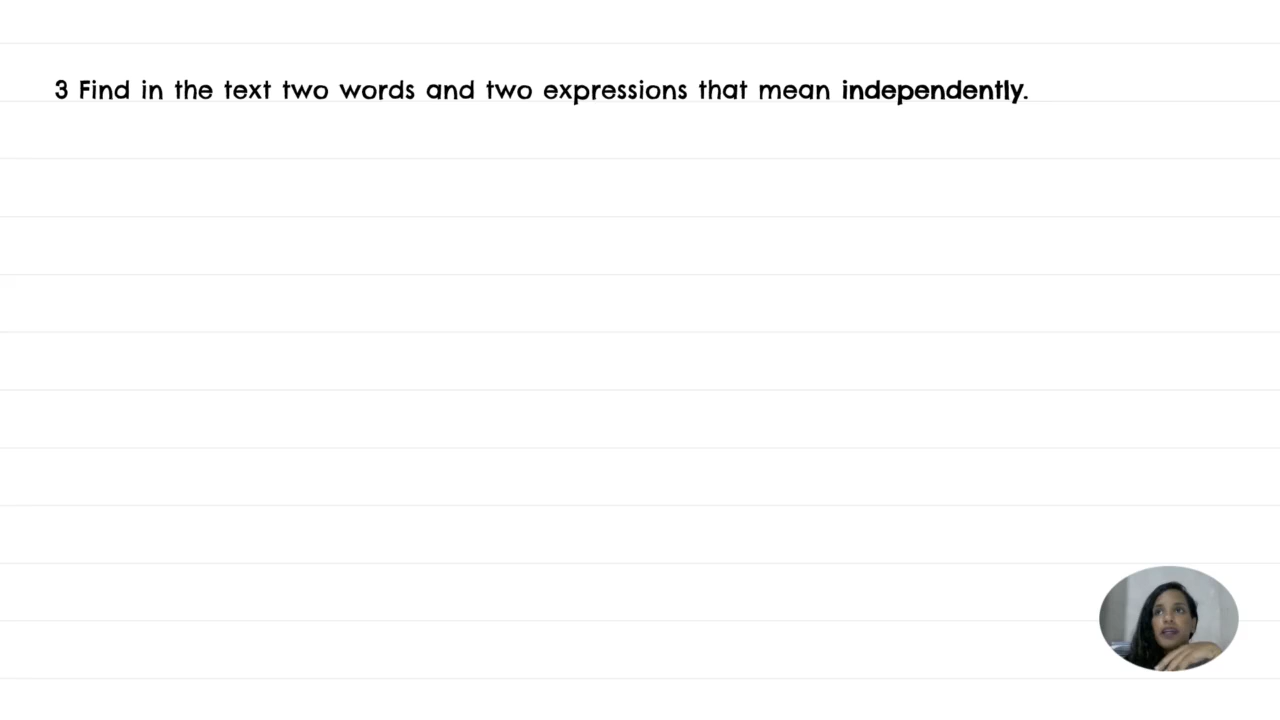 3 Find in the text two words and two expressions that mean independently.